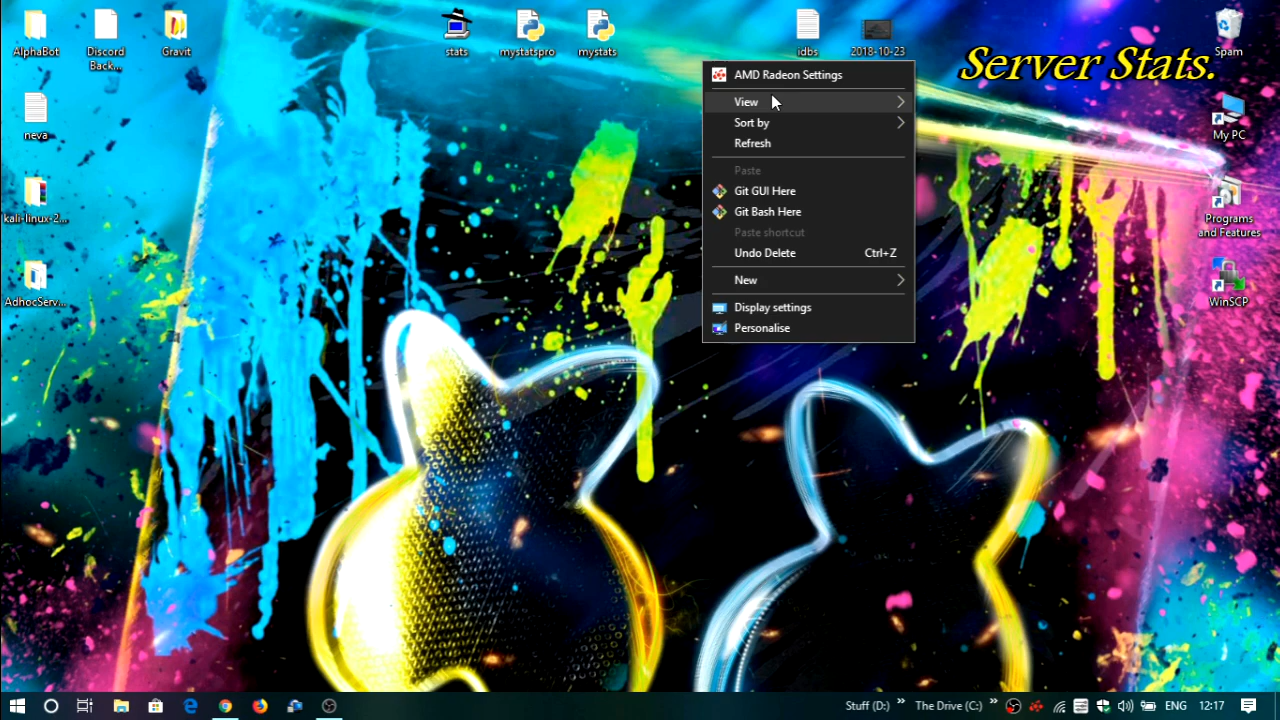 AlphaBot
Discord Back...
Gravit
stats
mystatspro
mystats
idbs
2018-10-23
Spam
Server Stats.
neva
My PC
kali-linux-2...
Programs and Features
AdhocServ...
WinSCP
AMD Radeon Settings
View
Sort by
Refresh
Paste
Git GUI Here
Git Bash Here
Paste shortcut
Undo Delete Ctrl+Z
New
Display settings
Personalise
Stuff (D:) » The Drive (C:) » ENG 12:17